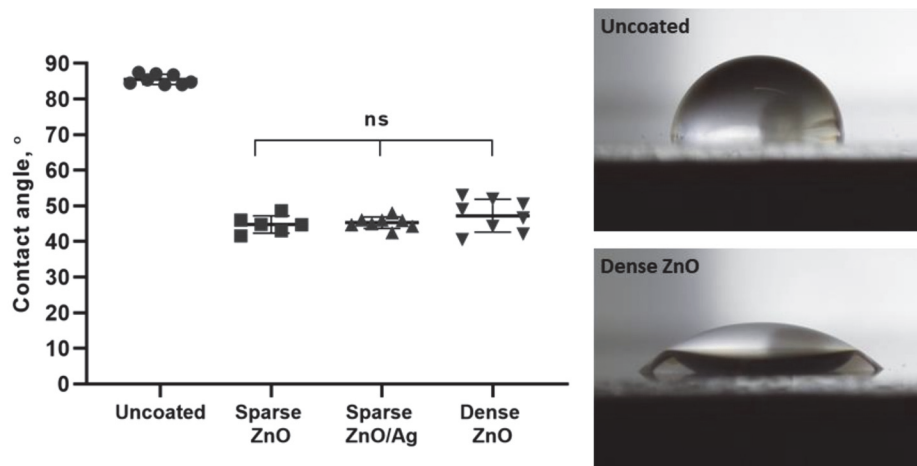 Contact angle, °
90
80
70
60
50
40
30
20
10
0
ns
Uncoated
Sparse
ZnO
Sparse
ZnO/Ag
Dense
ZnO
Uncoated
Dense ZnO